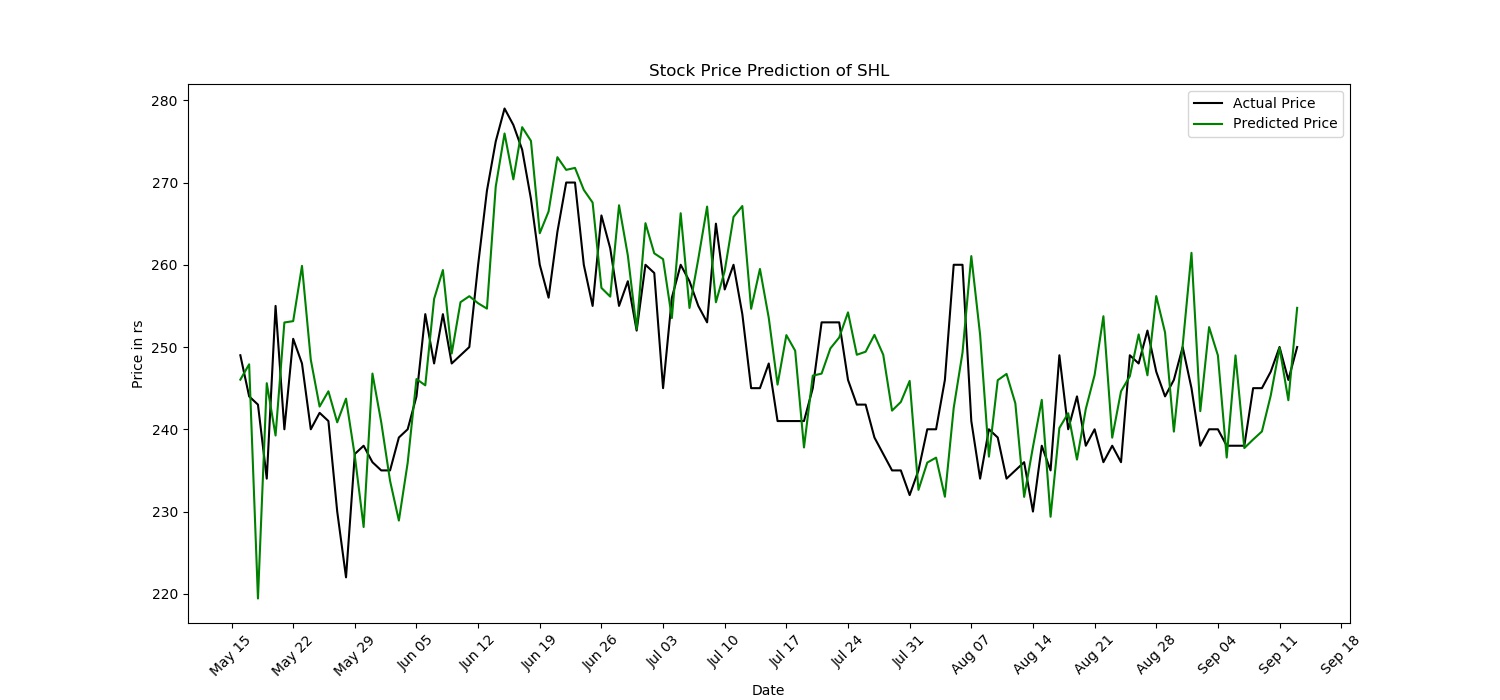 Stock Price Prediction of SHL
Actual Price
Predicted Price
280
270
260
250
240
230
220
Price in rs
May 15
May 22
May 29
Jun 05
Jun 12
Jun 19
Jun 26
Jul 03
Jul 10
Jul 17
Jul 24
Jul 31
Aug 07
Aug 14
Aug 21
Aug 28
Sep 04
Sep 11
Sep 18
Date